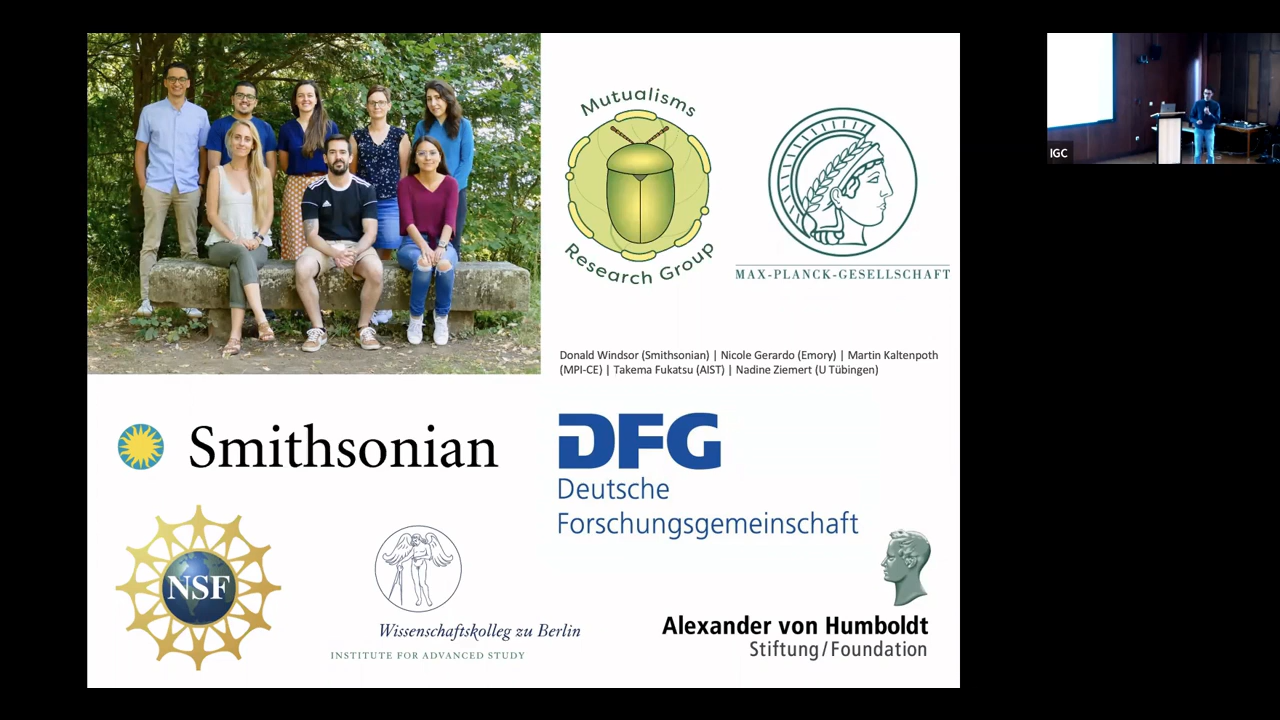 Mutualisms
Research Group
MAX-PLANCK-GESELLSCHAFT
IGC
Donald Windsor (Smithsonian) | Nicole Gerardo (Emory) | Martin Kaltenpoth
(MPI-CE) | Takema Fukatsu (AIST) | Nadine Ziemert (U Tübingen)
Smithsonian
DFG
Deutsche
Forschungsgemeinschaft
NSF
Wissenschaftskolleg zu Berlin
INSTITUTE FOR ADVANCED STUDY
Alexander von Humboldt
Stiftung/Foundation